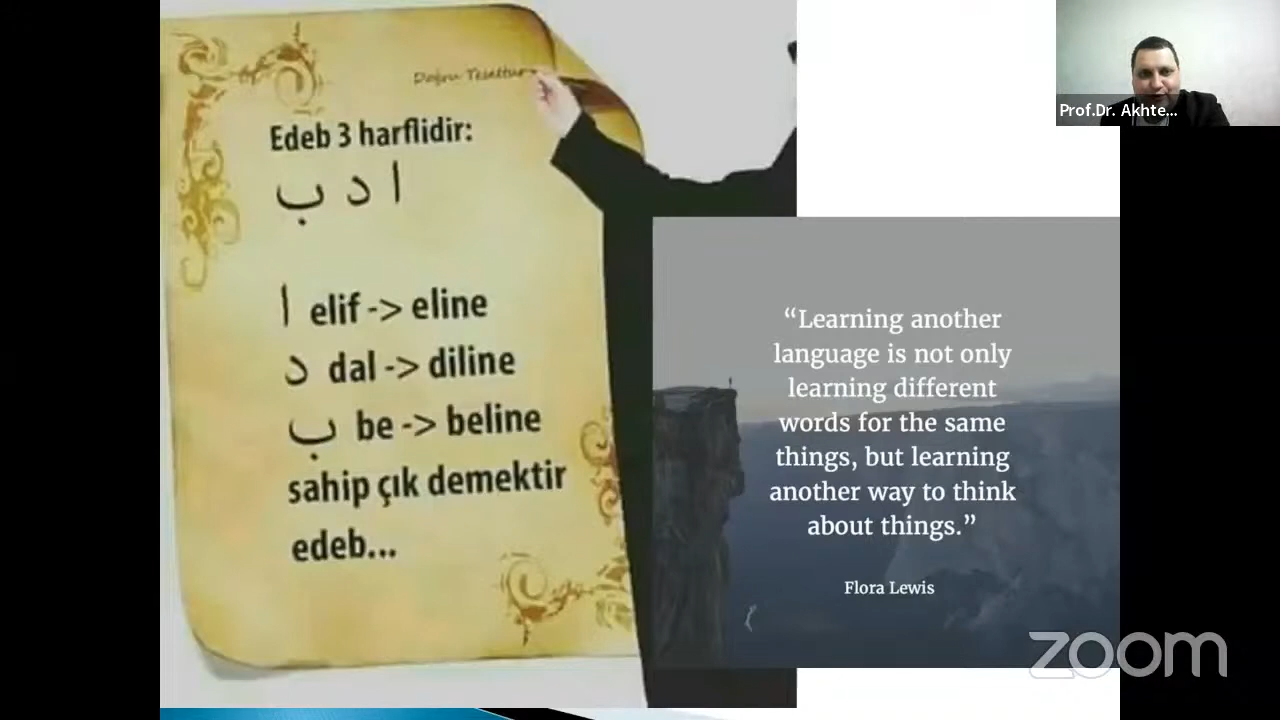 Doğru Tesettür
Edeb 3 harflidir:
ا د ب
ا elif -> eline
د dal -> diline
ب be -> beline
sahip çık demektir
edeb...
“Learning another
language is not only
learning different
words for the same
things, but learning
another way to think
about things.”
Flora Lewis
Prof.Dr. Akhte...
zoom